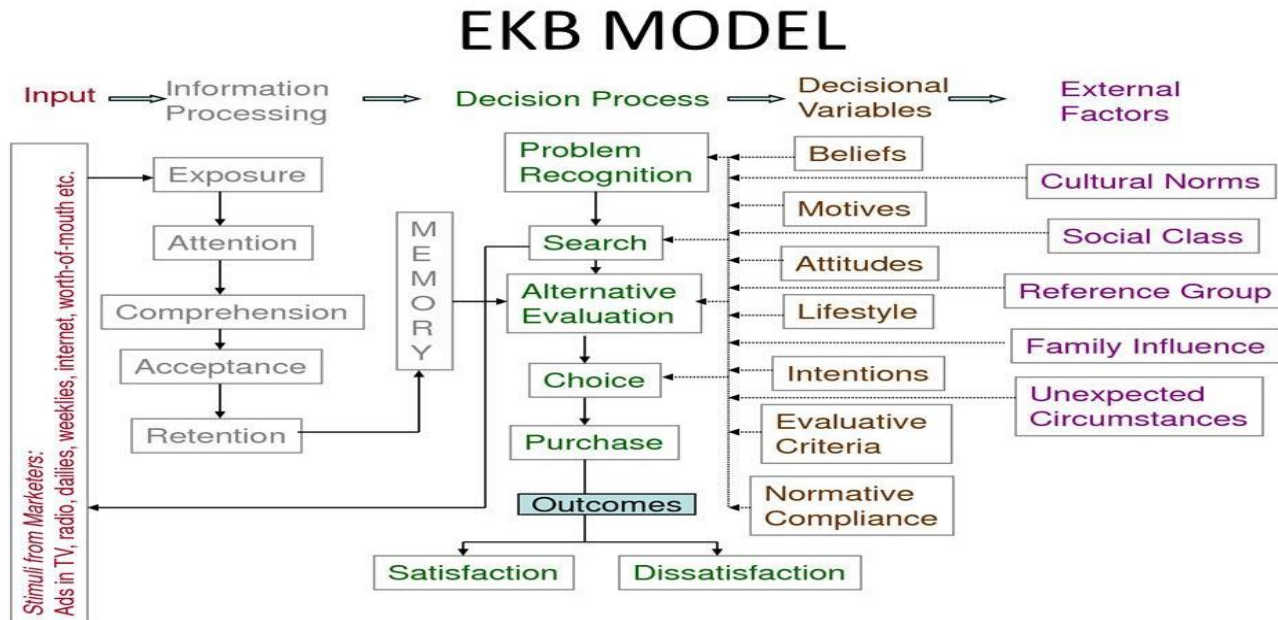 EKB MODEL
Input
Information
Processing
Decision Process
Decisional
Variables
External
Factors
Stimuli from Marketers:
Ads in TV, radio, dailies, weeklies, internet, worth-of-mouth etc.
Exposure
Attention
Comprehension
Acceptance
Retention
MEMORY
Problem
Recognition
Search
Alternative
Evaluation
Choice
Purchase
Outcomes
Satisfaction
Dissatisfaction
Beliefs
Motives
Attitudes
Lifestyle
Intentions
Evaluative
Criteria
Normative
Compliance
Cultural Norms
Social Class
Reference Group
Family Influence
Unexpected
Circumstances